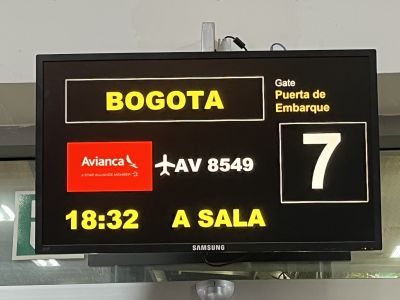 BOGOTA
Gate
Puerta de
Embarque
Avianca
A STAR ALLIANCE MEMBER
AV 8549
7
18:32 A SALA
SAMSUNG